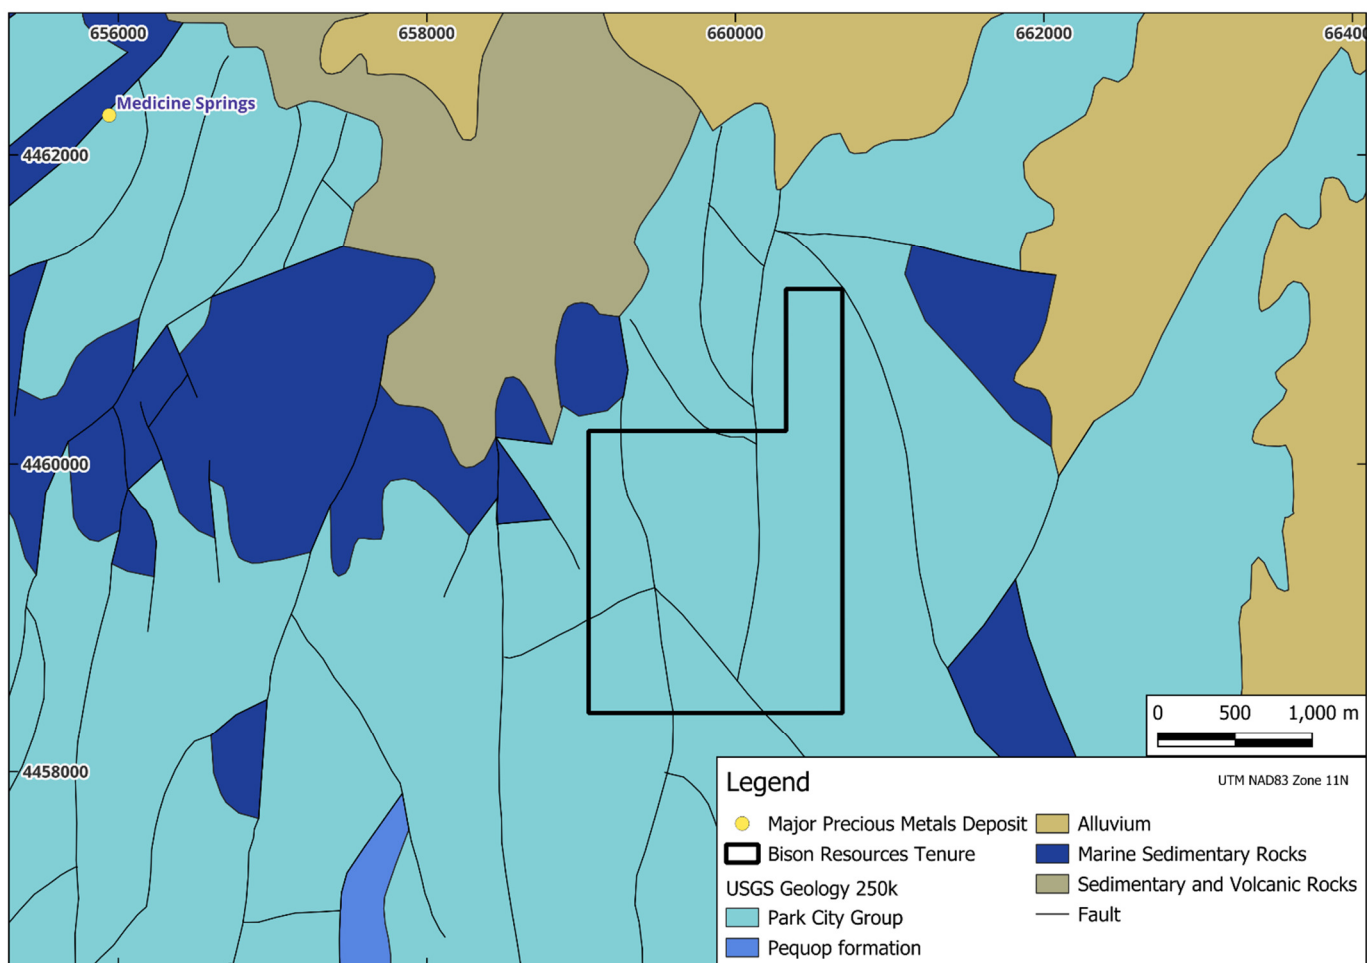 656000
658000
660000
662000
6640
Medicine Springs
4462000
4460000
4458000
0 500 1,000 m
Legend
UTM NAD83 Zone 11N
Major Precious Metals Deposit
Bison Resources Tenure
USGS Geology 250k
Park City Group
Pequop formation
Alluvium
Marine Sedimentary Rocks
Sedimentary and Volcanic Rocks
Fault